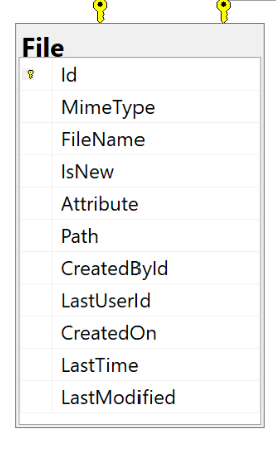 File
Id
MimeType
FileName
IsNew
Attribute
Path
CreatedById
LastUserId
CreatedOn
LastTime
LastModified